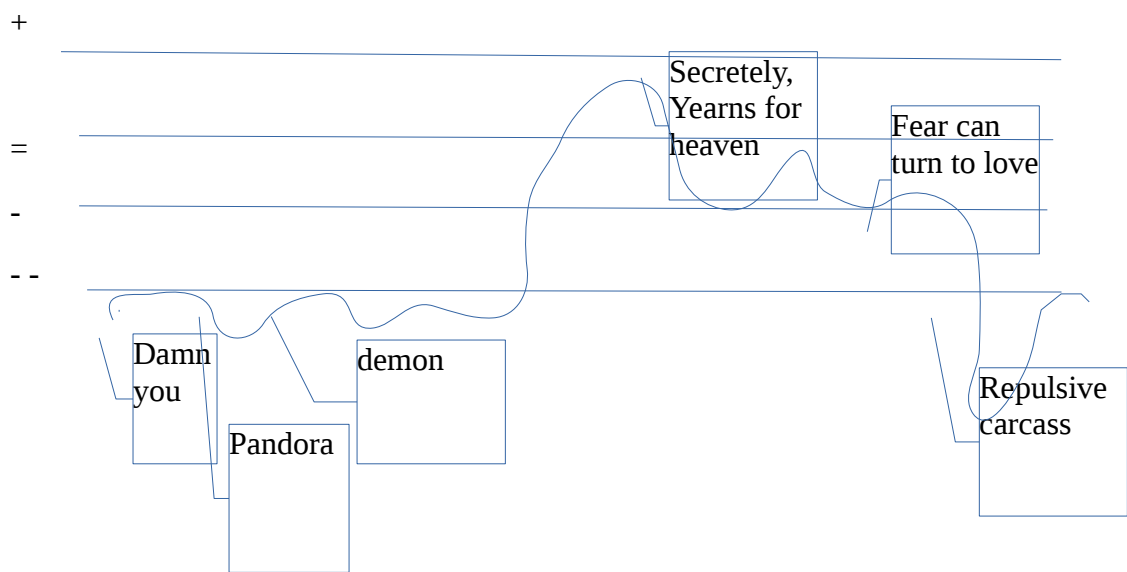 +
=
-
- -
Secretely,
Yearns for
heaven
Fear can
turn to love
Damn
you
Pandora
demon
Repulsive
carcass